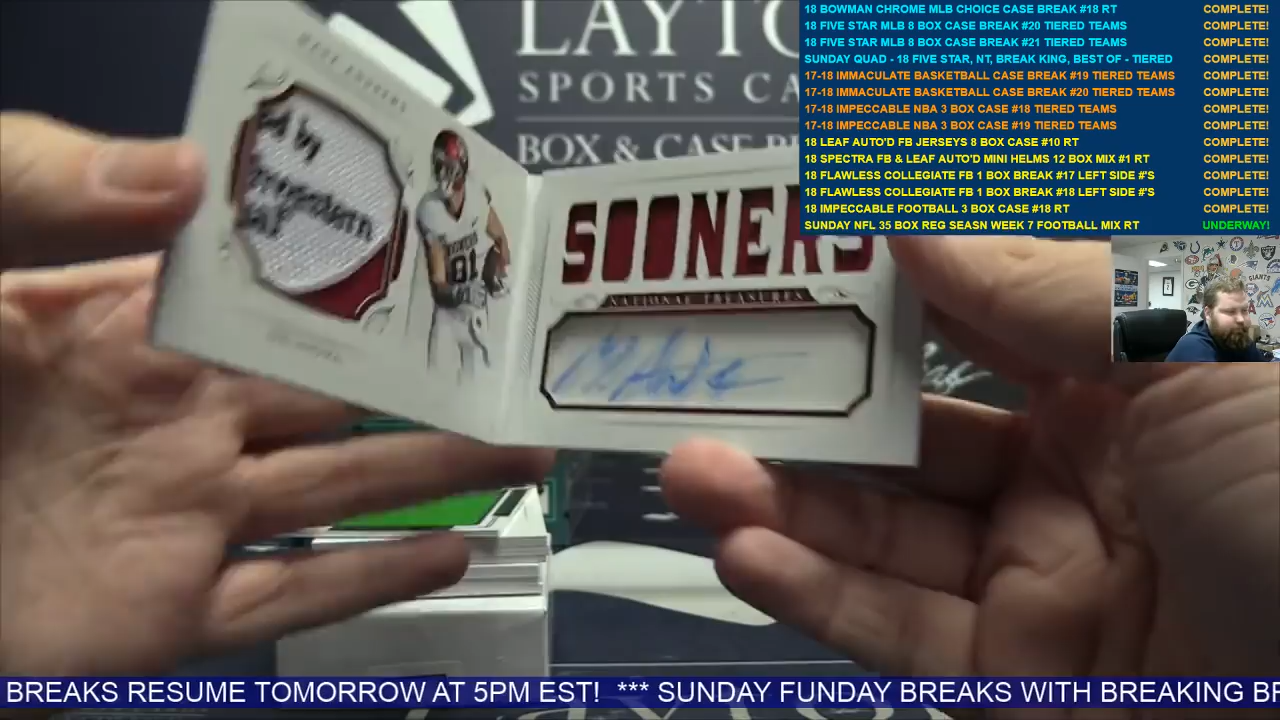 LAYTO
SPORTS CA
BOX & CASE BR
MARK ANDREWS
d by
81
SOONERS
NATIONAL TREASURES
OKLAHOMA
18 BOWMAN CHROME MLB CHOICE CASE BREAK #18 RT COMPLETE!
18 FIVE STAR MLB 8 BOX CASE BREAK #20 TIERED TEAMS COMPLETE!
18 FIVE STAR MLB 8 BOX CASE BREAK #21 TIERED TEAMS COMPLETE!
SUNDAY QUAD - 18 FIVE STAR, NT, BREAK KING, BEST OF - TIERED COMPLETE!
17-18 IMMACULATE BASKETBALL CASE BREAK #19 TIERED TEAMS COMPLETE!
17-18 IMMACULATE BASKETBALL CASE BREAK #20 TIERED TEAMS COMPLETE!
17-18 IMPECCABLE NBA 3 BOX CASE #18 TIERED TEAMS COMPLETE!
17-18 IMPECCABLE NBA 3 BOX CASE #19 TIERED TEAMS COMPLETE!
18 LEAF AUTO'D FB JERSEYS 8 BOX CASE #10 RT COMPLETE!
18 SPECTRA FB & LEAF AUTO'D MINI HELMS 12 BOX MIX #1 RT COMPLETE!
18 FLAWLESS COLLEGIATE FB 1 BOX BREAK #17 LEFT SIDE #'S COMPLETE!
18 FLAWLESS COLLEGIATE FB 1 BOX BREAK #18 LEFT SIDE #'S COMPLETE!
18 IMPECCABLE FOOTBALL 3 BOX CASE #18 RT COMPLETE!
SUNDAY NFL 35 BOX REG SEASN WEEK 7 FOOTBALL MIX RT UNDERWAY!
BREAKS RESUME TOMORROW AT 5PM EST! *** SUNDAY FUNDAY BREAKS WITH BREAKING BR